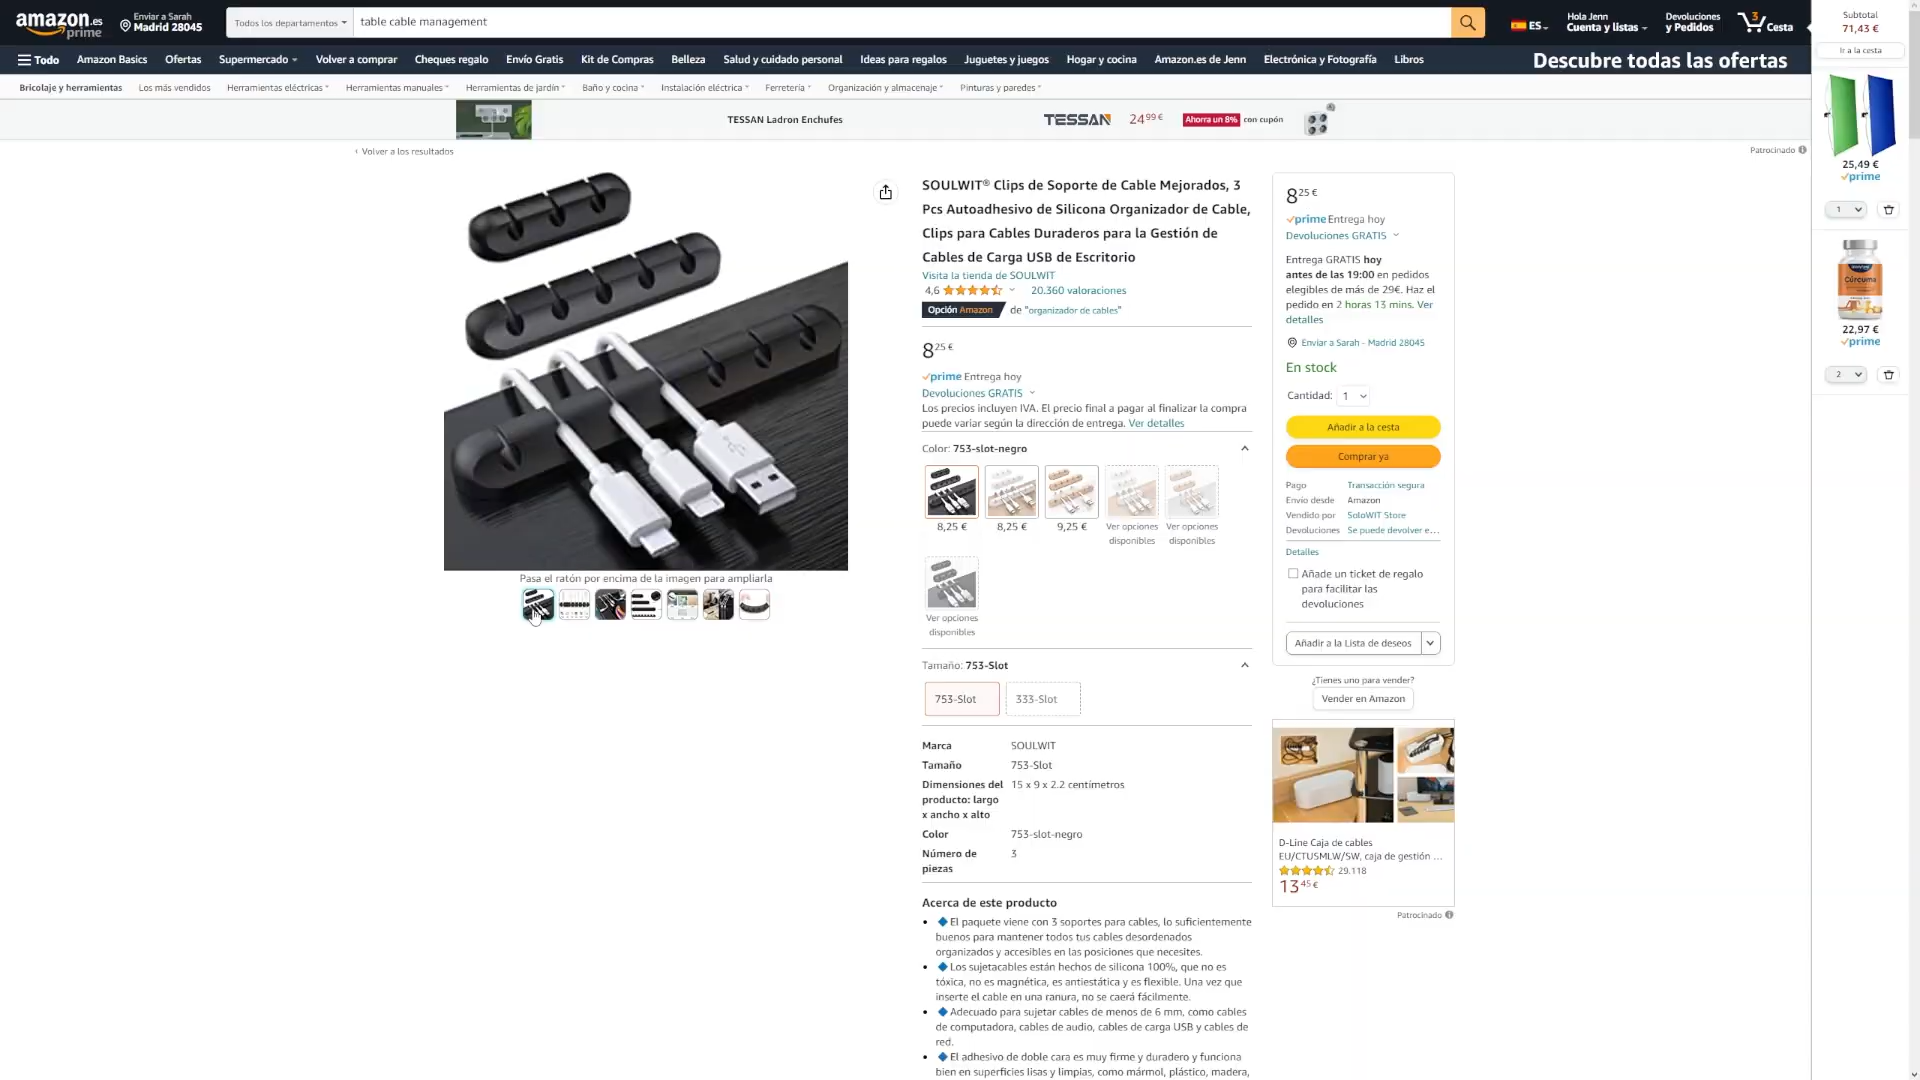 amazon.es
prime
Enviar a Sarah
Madrid 28045
Todos los departamentos
table cable management
ES
Hola Jenn
Cuenta y listas
Devoluciones
y Pedidos
3
Cesta
Todo
Amazon Basics
Ofertas
Supermercado
Volver a comprar
Cheques regalo
Envío Gratis
Kit de Compras
Belleza
Salud y cuidado personal
Ideas para regalos
Juguetes y juegos
Hogar y cocina
Amazon.es de Jenn
Electrónica y Fotografía
Libros
Descubre todas las ofertas
Bricolaje y herramientas
Los más vendidos
Herramientas eléctricas
Herramientas manuales
Herramientas de jardín
Baño y cocina
Instalación eléctrica
Ferretería
Organización y almacenaje
Pinturas y paredes
TESSAN Ladron Enchufes
TESSAN
24,99 €
Ahorra un 8% con cupón
‹ Volver a los resultados
Patrocinado
SOULWIT® Clips de Soporte de Cable Mejorados, 3
Pcs Autoadhesivo de Silicona Organizador de Cable,
Clips para Cables Duraderos para la Gestión de
Cables de Carga USB de Escritorio
Visita la tienda de SOULWIT
4,6
20.360 valoraciones
Opción Amazon de "organizador de cables"
8 25 €
prime Entrega hoy
Devoluciones GRATIS
Los precios incluyen IVA. El precio final a pagar al finalizar la compra
puede variar según la dirección de entrega. Ver detalles
Color: 753-slot-negro
8,25 €
8,25 €
9,25 €
Ver opciones
disponibles
Ver opciones
disponibles
Ver opciones
disponibles
Tamaño: 753-Slot
753-Slot
333-Slot
Marca SOULWIT
Tamaño 753-Slot
Dimensiones del 15 x 9 x 2.2 centímetros
producto: largo
x ancho x alto
Color 753-slot-negro
Número de 3
piezas
Acerca de este producto
• El paquete viene con 3 soportes para cables, lo suficientemente
buenos para mantener todos tus cables desordenados
organizados y accesibles en las posiciones que necesites.
• Los sujetacables están hechos de silicona 100%, que no es
tóxica, no es magnética, es antiestática y es flexible. Una vez que
inserte el cable en una ranura, no se caerá fácilmente.
• Adecuado para sujetar cables de menos de 6 mm, como cables
de computadora, cables de audio, cables de carga USB y cables de
red.
• El adhesivo de doble cara es muy firme y duradero y funciona
bien en superficies lisas y limpias, como mármol, plástico, madera,
Pasa el ratón por encima de la imagen para ampliarla
8 25 €
prime Entrega hoy
Devoluciones GRATIS
Entrega GRATIS hoy
antes de las 19:00 en pedidos
elegibles de más de 29€. Haz el
pedido en 2 horas 13 mins. Ver
detalles
Enviar a Sarah - Madrid 28045
En stock
Cantidad: 1
Añadir a la cesta
Comprar ya
Pago Transacción segura
Envío desde Amazon
Vendido por SoloWIT Store
Devoluciones Se puede devolver e…
Detalles
Añade un ticket de regalo
para facilitar las
devoluciones
Añadir a la Lista de deseos
¿Tienes uno para vender?
Vender en Amazon
D-Line Caja de cables
EU/CTUSMLW/SW, caja de gestión …
29.118
13 45 €
Patrocinado
Subtotal
71,43 €
Ir a la cesta
25,49 €
prime
1
Cúrcuma
22,97 €
prime
2